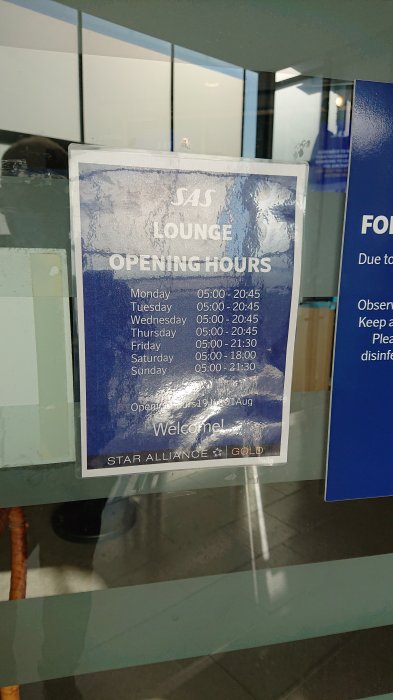 SAS
LOUNGE
OPENING HOURS
Monday 05:00 - 20:45
Tuesday 05:00 - 20:45
Wednesday 05:00 - 20:45
Thursday 05:00 - 20:45
Friday 05:00 - 21:30
Saturday 05:00 - 18:00
Sunday 05:00 - 21:30
Welcome!
STAR ALLIANCE GOLD
FO
Due to
Observ
Keep a
Plea
disinfe